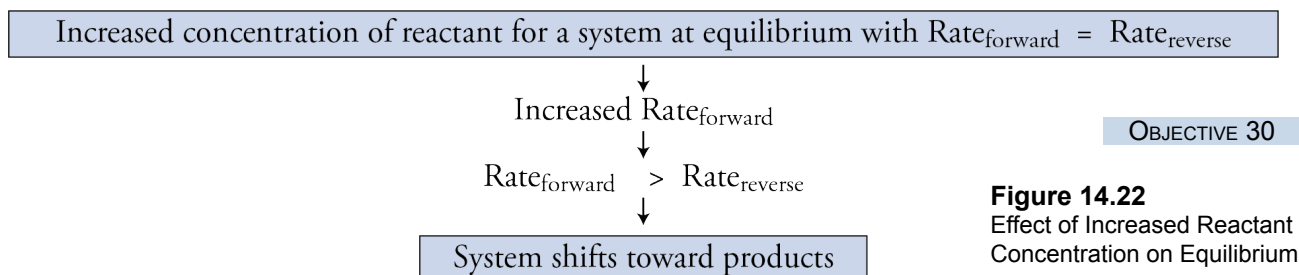 Increased concentration of reactant for a system at equilibrium with Rateforward = Ratereverse
Increased Rateforward
OBJECTIVE 30
Rateforward > Ratereverse
Figure 14.22
Effect of Increased Reactant
Concentration on Equilibrium
System shifts toward products